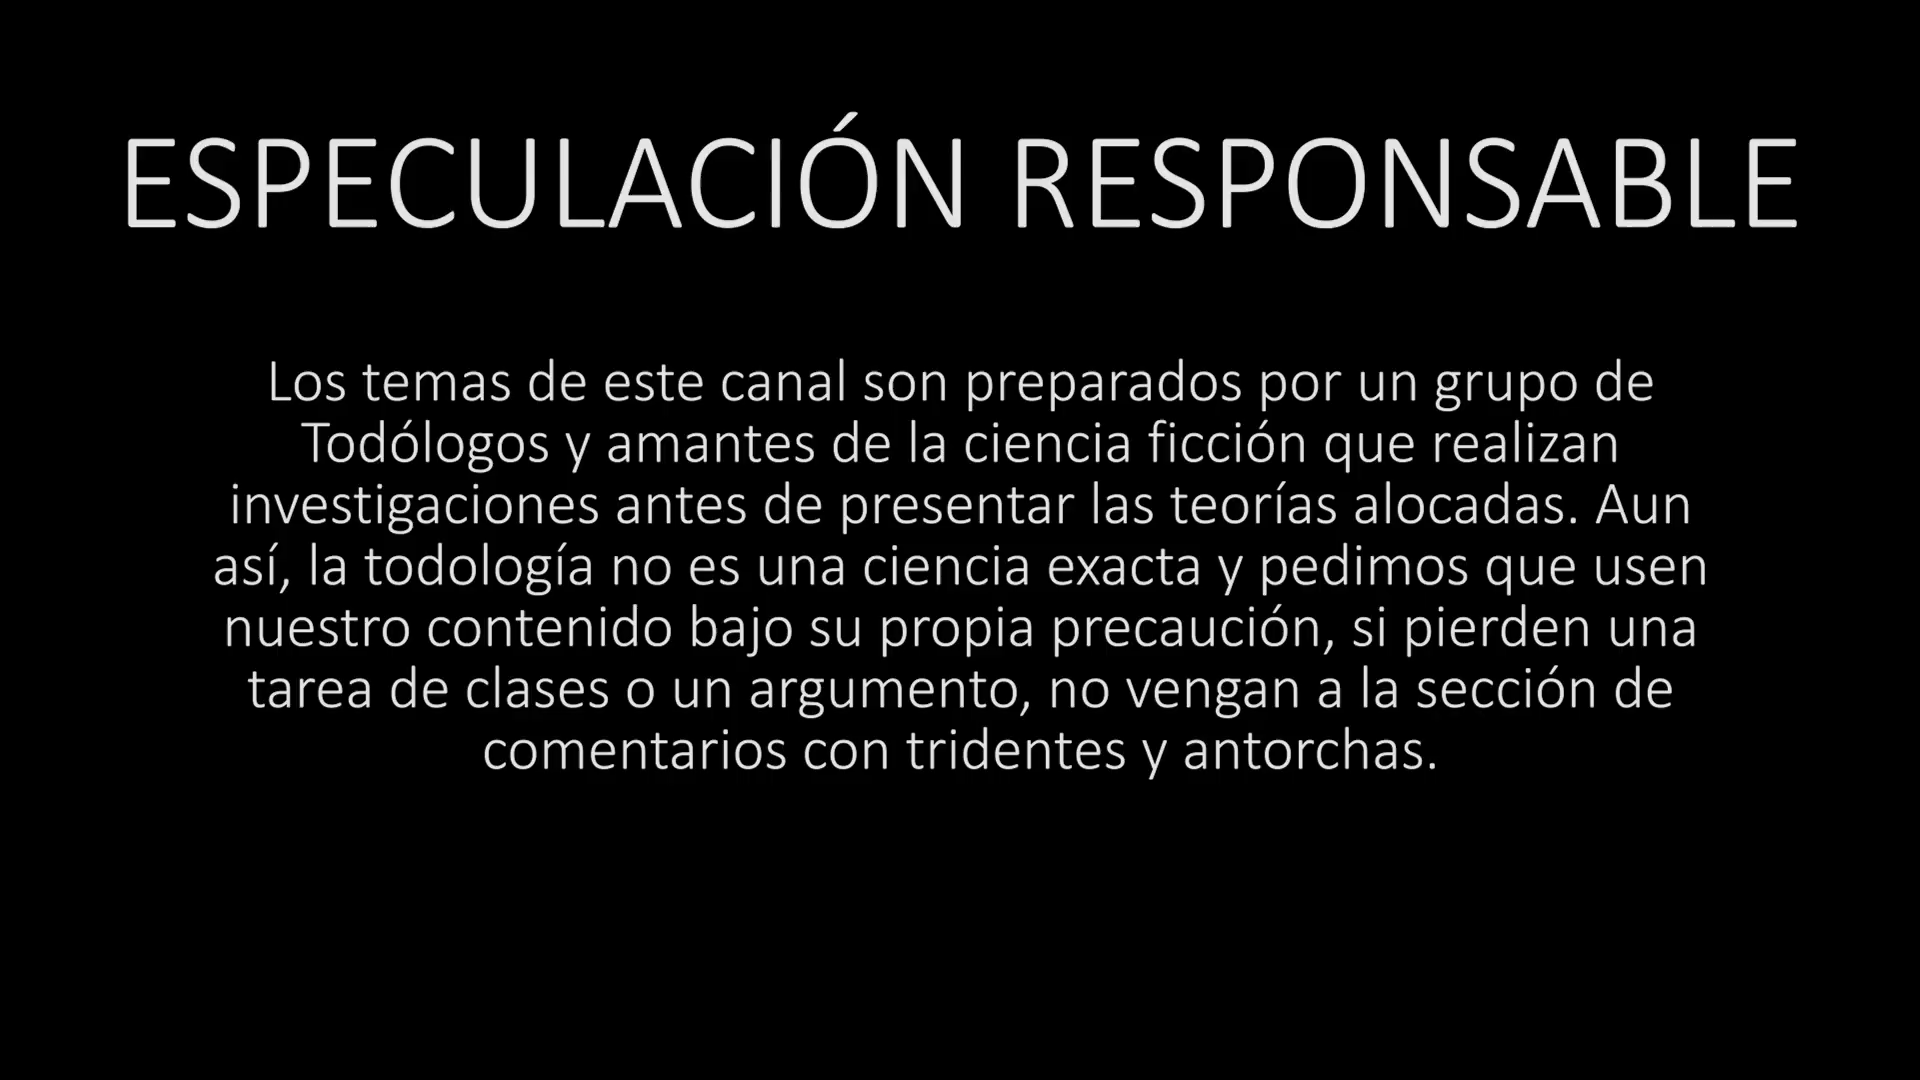 ESPECULACIÓN RESPONSABLE
Los temas de este canal son preparados por un grupo de
Todólogos y amantes de la ciencia ficción que realizan
investigaciones antes de presentar las teorías alocadas. Aun
así, la todología no es una ciencia exacta y pedimos que usen
nuestro contenido bajo su propia precaución, si pierden una
tarea de clases o un argumento, no vengan a la sección de
comentarios con tridentes y antorchas.